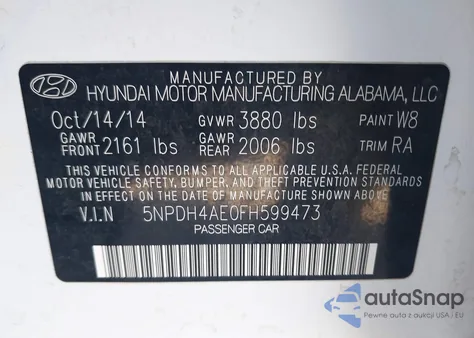 MANUFACTURED BY
HYUNDAI MOTOR MANUFACTURING ALABAMA, LLC
Oct/14/14 GVWR 3880 lbs PAINT W8
GAWR FRONT 2161 lbs GAWR REAR 2006 lbs TRIM RA
THIS VEHICLE CONFORMS TO ALL APPLICABLE U.S.A. FEDERAL
MOTOR VEHICLE SAFETY, BUMPER, AND THEFT PREVENTION STANDARDS
IN EFFECT ON THE DATE OF MANUFACTURE SHOWN ABOVE.
V.I.N 5NPDH4AE0FH599473
PASSENGER CAR
autoSnap
Pewne auta z dostawą z USA i EU